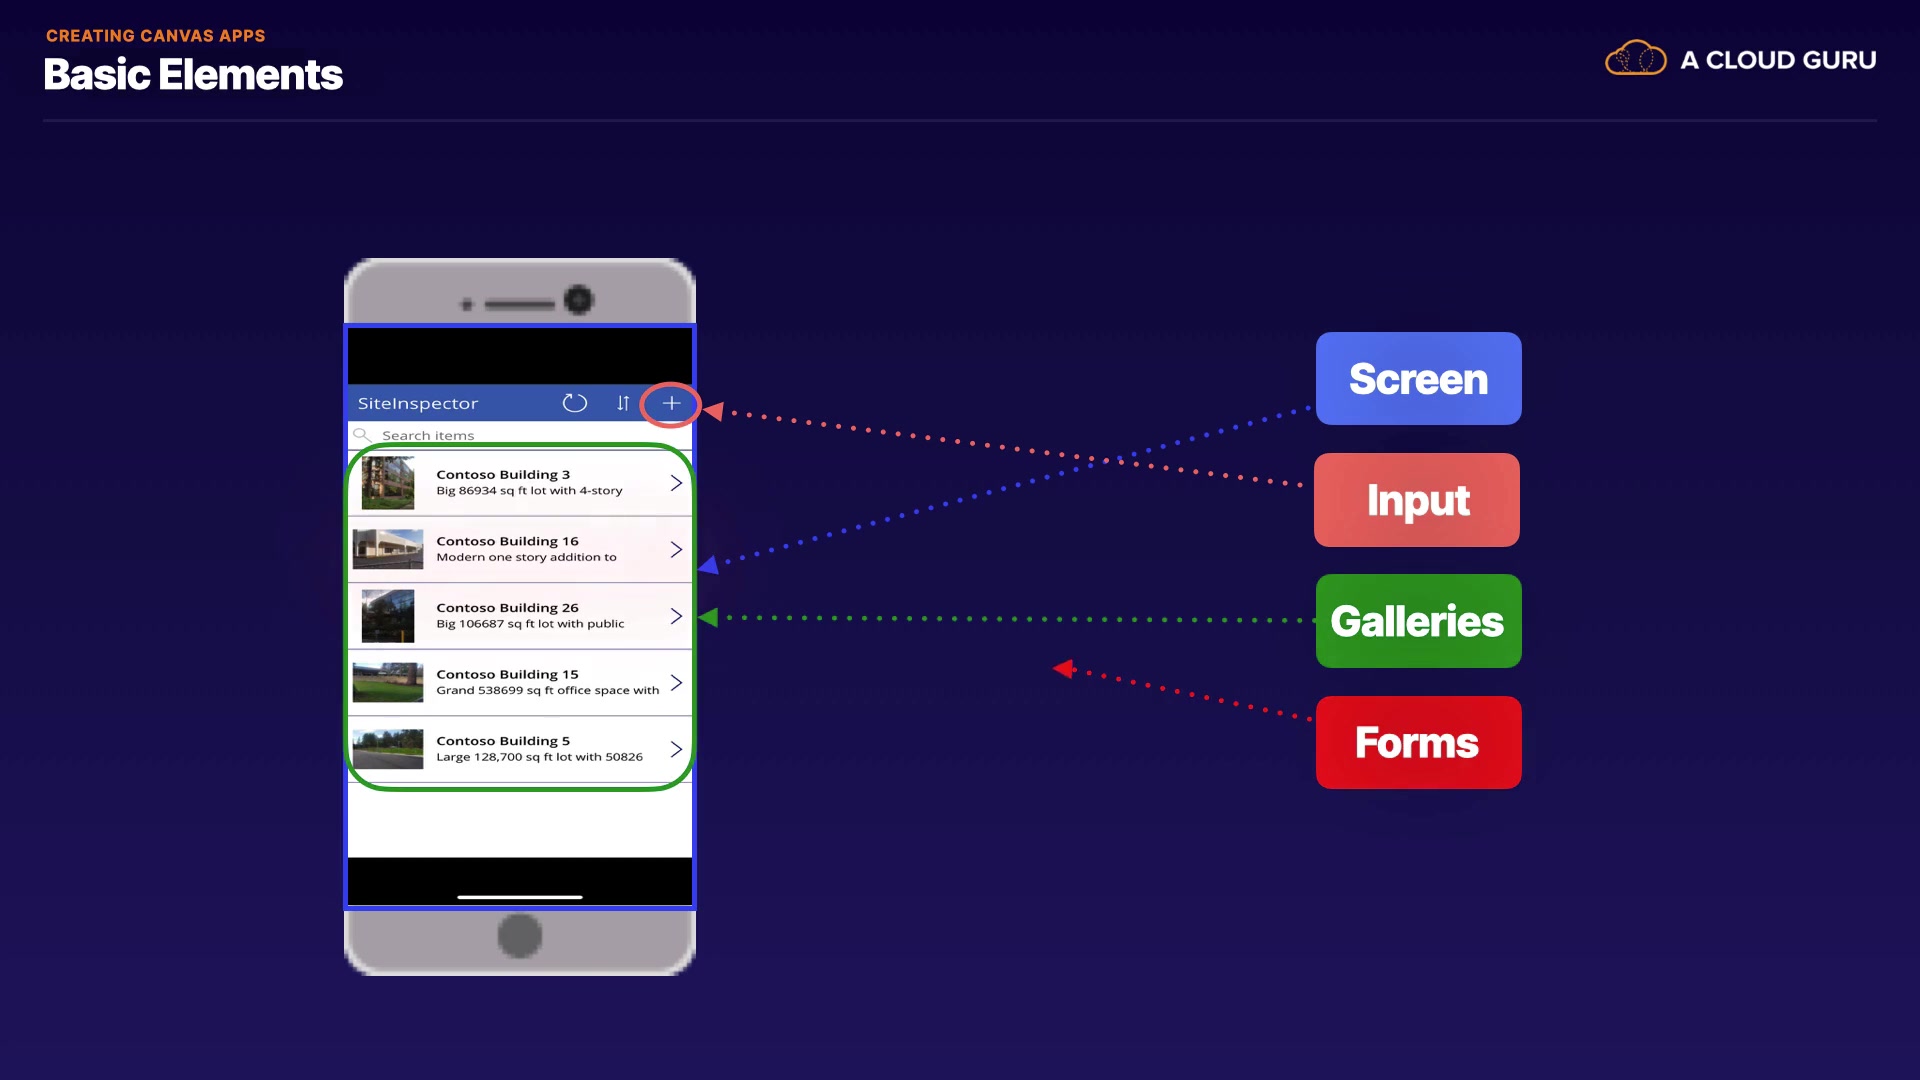 CREATING CANVAS APPS
Basic Elements
A CLOUD GURU
SiteInspector
Search items
Contoso Building 3
Big 86934 sq ft lot with 4-story
Contoso Building 16
Modern one story addition to
Contoso Building 26
Big 106687 sq ft lot with public
Contoso Building 15
Grand 538699 sq ft office space with
Contoso Building 5
Large 128,700 sq ft lot with 50826
Screen
Input
Galleries
Forms